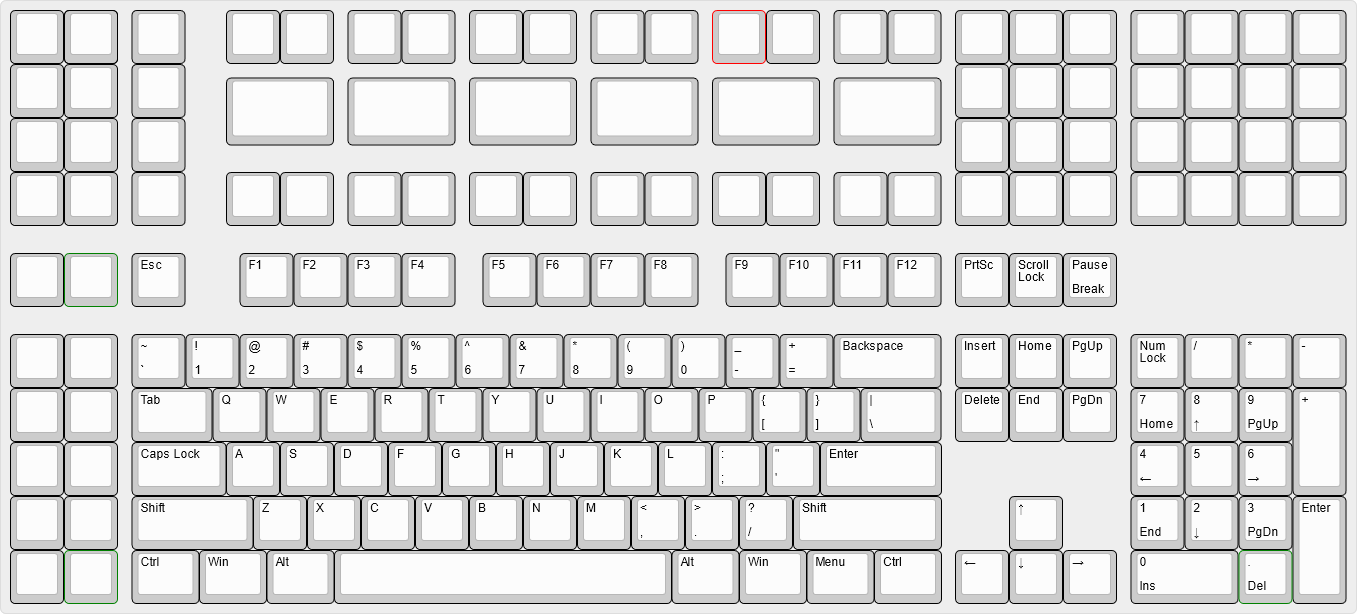 Esc F1 F2 F3 F4 F5 F6 F7 F8 F9 F10 F11 F12 PrtSc Scroll Pause
Lock
Break
~ ! @ # $ % ^ & * ( ) _ + Backspace Insert Home PgUp Num / * -
Lock
` 1 2 3 4 5 6 7 8 9 0 - =
Tab Q W E R T Y U I O P { } | Delete End PgDn 7 8 9 +
[ ] \ Home ↑ PgUp
Caps Lock A S D F G H J K L : " Enter 4 5 6
; ' ← →
Shift Z X C V B N M < > ? Shift ↑ 1 2 3 Enter
, . / End ↓ PgDn
Ctrl Win Alt Alt Win Menu Ctrl ← ↓ → 0 .
Ins Del